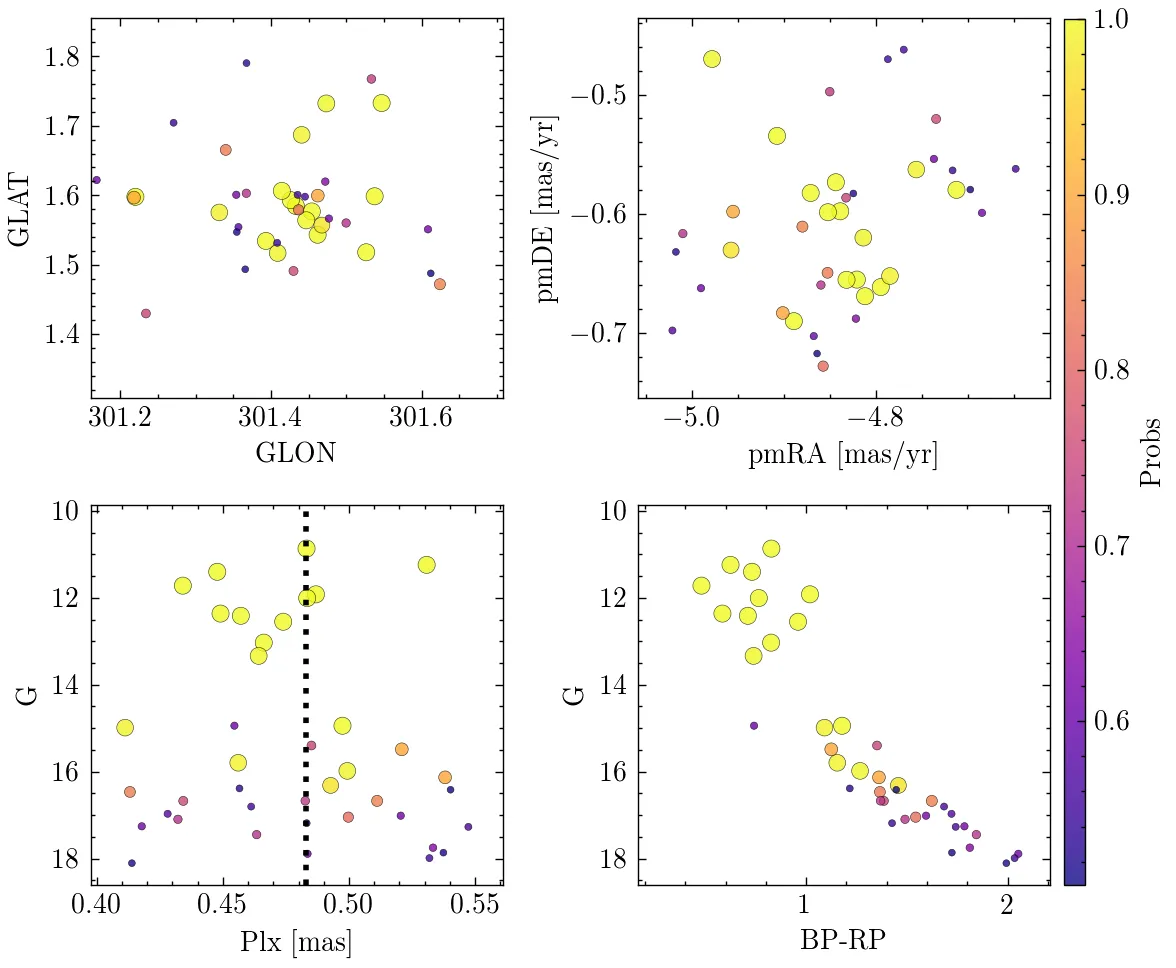 1.8
1.7
1.6
1.5
1.4
GLAT
301.2 301.4 301.6
GLON
−0.5
−0.6
−0.7
pmDE [mas/yr]
−5.0 −4.8
pmRA [mas/yr]
1.0
0.9
0.8
0.7
0.6
Probs
10
12
14
16
18
G
0.40 0.45 0.50 0.55
Plx [mas]
10
12
14
16
18
G
1 2
BP-RP